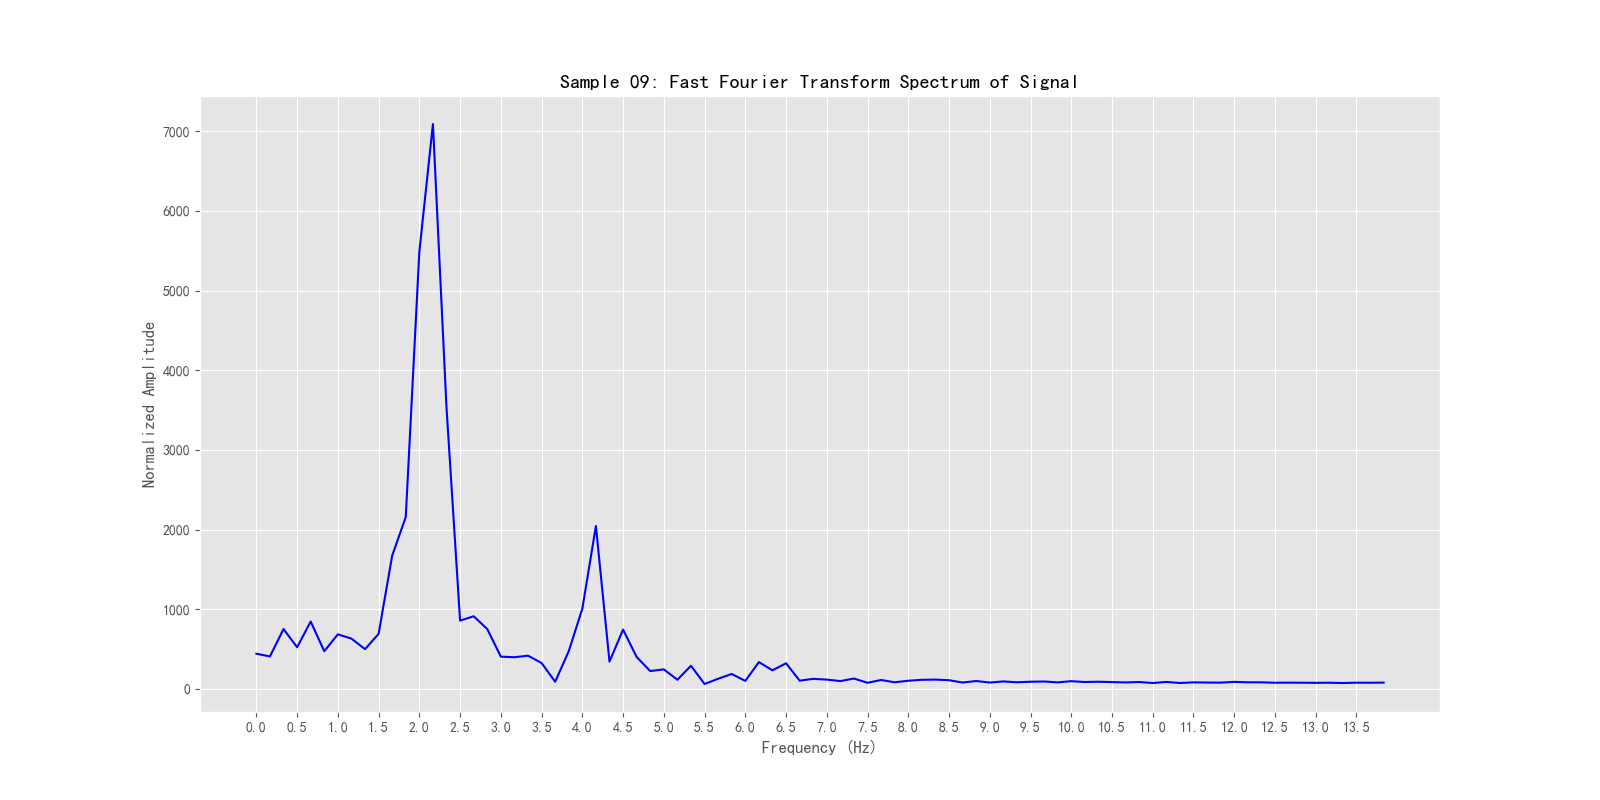 Sample 09: Fast Fourier Transform Spectrum of Signal
Normalized Amplitude
7000
6000
5000
4000
3000
2000
1000
0
0.0 0.5 1.0 1.5 2.0 2.5 3.0 3.5 4.0 4.5 5.0 5.5 6.0 6.5 7.0 7.5 8.0 8.5 9.0 9.5 10.0 10.5 11.0 11.5 12.0 12.5 13.0 13.5
Frequency (Hz)